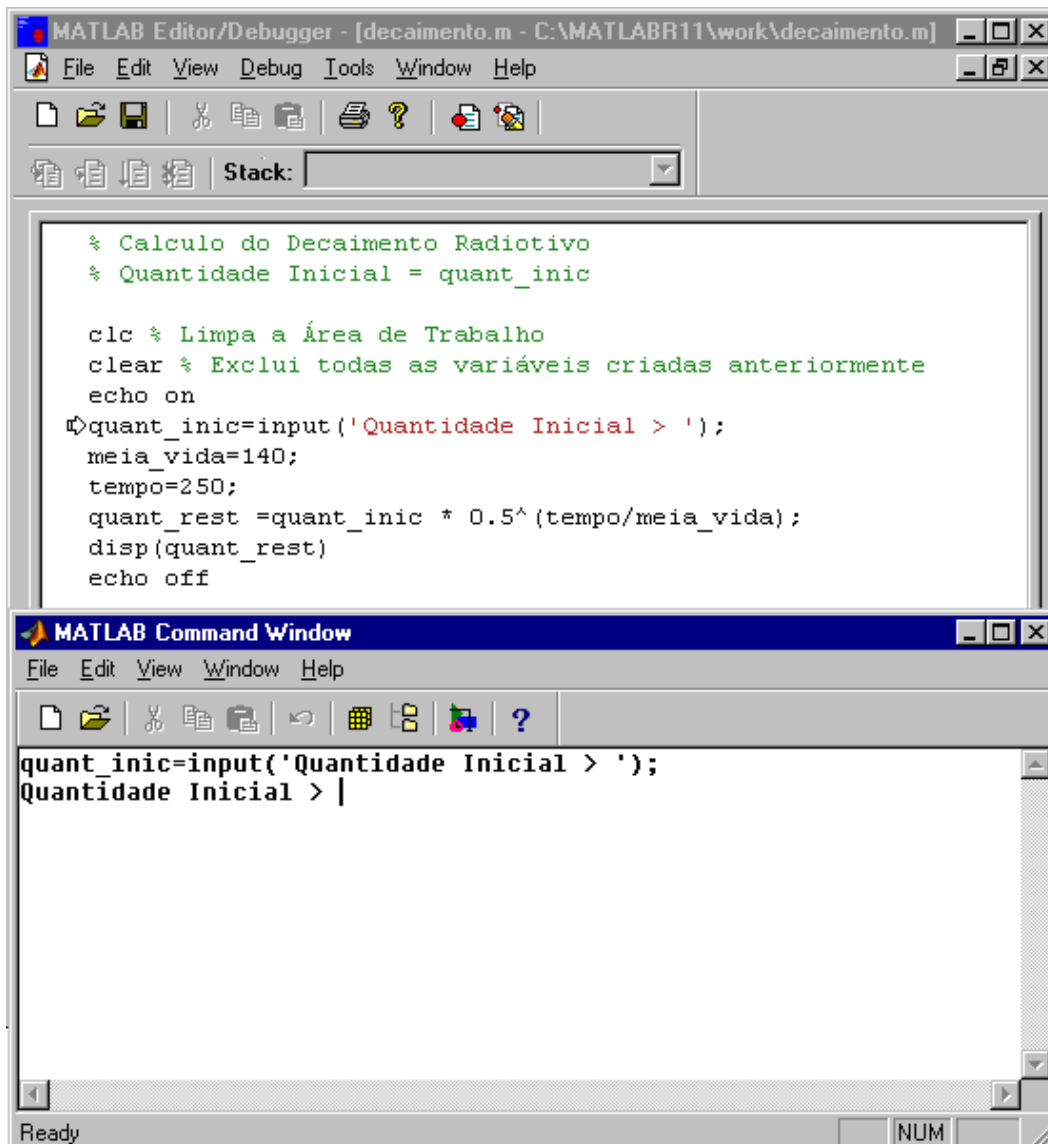 MATLAB Editor/Debugger - [decaimento.m - C:\MATLABR11\work\decaimento.m]
File Edit View Debug Tools Window Help
Stack:
% Calculo do Decaimento Radiotivo
% Quantidade Inicial = quant_inic
clc % Limpa a Área de Trabalho
clear % Exclui todas as variáveis criadas anteriormente
echo on
quant_inic=input('Quantidade Inicial > ');
meia_vida=140;
tempo=250;
quant_rest =quant_inic * 0.5^(tempo/meia_vida);
disp(quant_rest)
echo off
MATLAB Command Window
File Edit View Window Help
quant_inic=input('Quantidade Inicial > ');
Quantidade Inicial >
Ready NUM